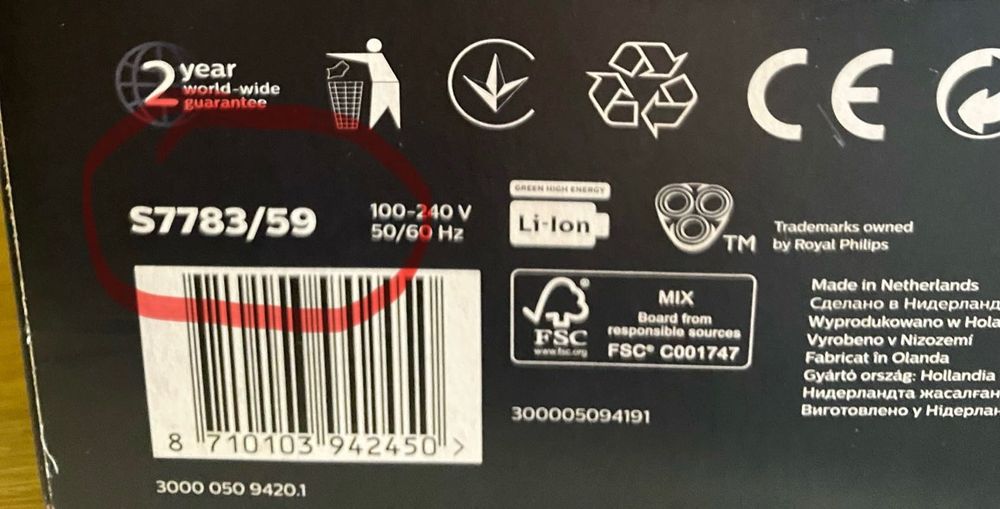 2 year
world-wide
guarantee
CE
S7783/59
100-240 V
50/60 Hz
GREEN HIGH ENERGY
Li-Ion
TM
Trademarks owned
by Royal Philips
FSC
www.fsc.org
MIX
Board from
responsible sources
FSC® C001747
Made in Netherlands
Сделано в Нидерланд
Wyprodukowano w Hola
Vyrobeno v Nizozemí
Fabricat în Olanda
Gyártó ország: Hollandia
Нидерландта жасалған
Виготовлено у Нідерлан
300005094191
8 710103 942450 >
3000 050 9420.1